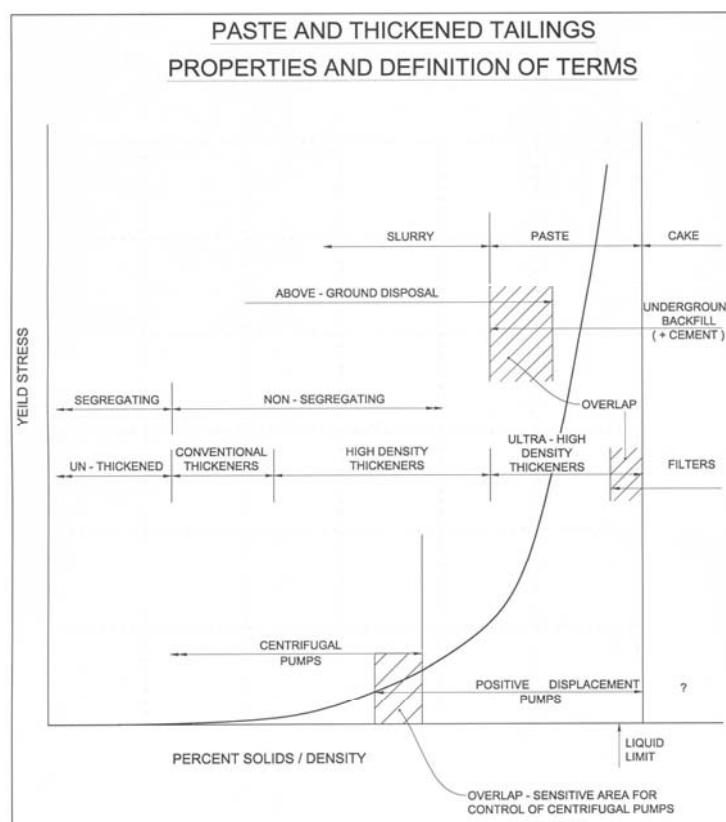 PASTE AND THICKENED TAILINGS
PROPERTIES AND DEFINITION OF TERMS
SLURRY
PASTE
CAKE
ABOVE - GROUND DISPOSAL
UNDERGROUN
BACKFILL
( + CEMENT )
OVERLAP
YEILD STRESS
SEGREGATING
NON - SEGREGATING
UN - THICKENED
CONVENTIONAL
THICKENERS
HIGH DENSITY
THICKENERS
ULTRA - HIGH
DENSITY
THICKENERS
FILTERS
CENTRIFUGAL
PUMPS
POSITIVE DISPLACEMENT
PUMPS
?
PERCENT SOLIDS / DENSITY
LIQUID
LIMIT
OVERLAP - SENSITIVE AREA FOR
CONTROL OF CENTRIFUGAL PUMPS